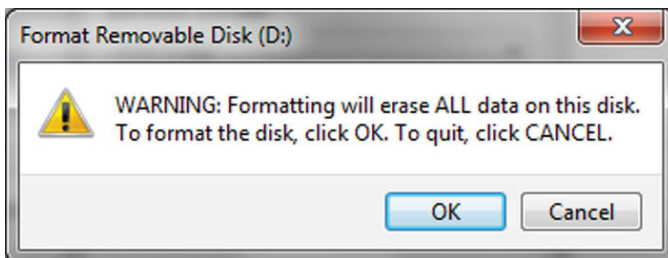 Format Removable Disk (D:)
WARNING: Formatting will erase ALL data on this disk.
To format the disk, click OK. To quit, click CANCEL.
OK Cancel